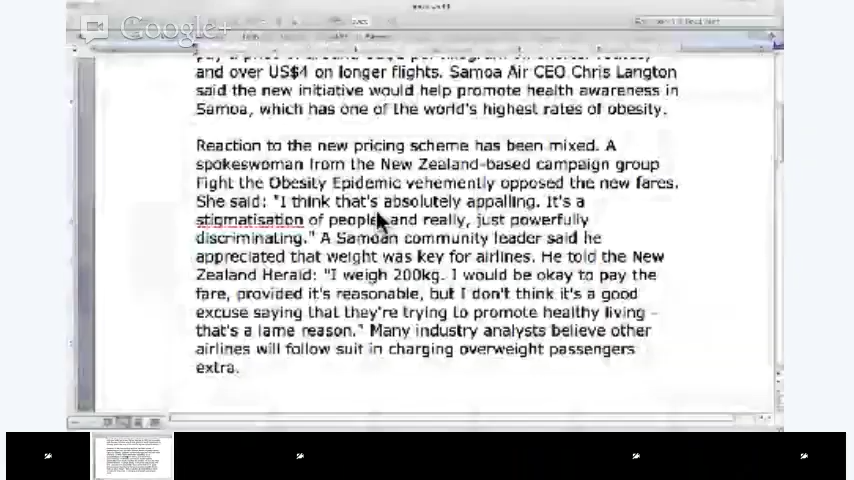 Google+
and over US$4 on longer flights. Samoa Air CEO Chris Langton
said the new initiative would help promote health awareness in
Samoa, which has one of the world's highest rates of obesity.
Reaction to the new pricing scheme has been mixed. A
spokeswoman from the New Zealand-based campaign group
Fight the Obesity Epidemic vehemently opposed the new fares.
She said: "I think that's absolutely appalling. It's a
stigmatisation of people and really, just powerfully
discriminating." A Samoan community leader said he
appreciated that weight was key for airlines. He told the New
Zealand Herald: "I weigh 200kg. I would be okay to pay the
fare, provided it's reasonable, but I don't think it's a good
excuse saying that they're trying to promote healthy living –
that's a lame reason." Many industry analysts believe other
airlines will follow suit in charging overweight passengers
extra.